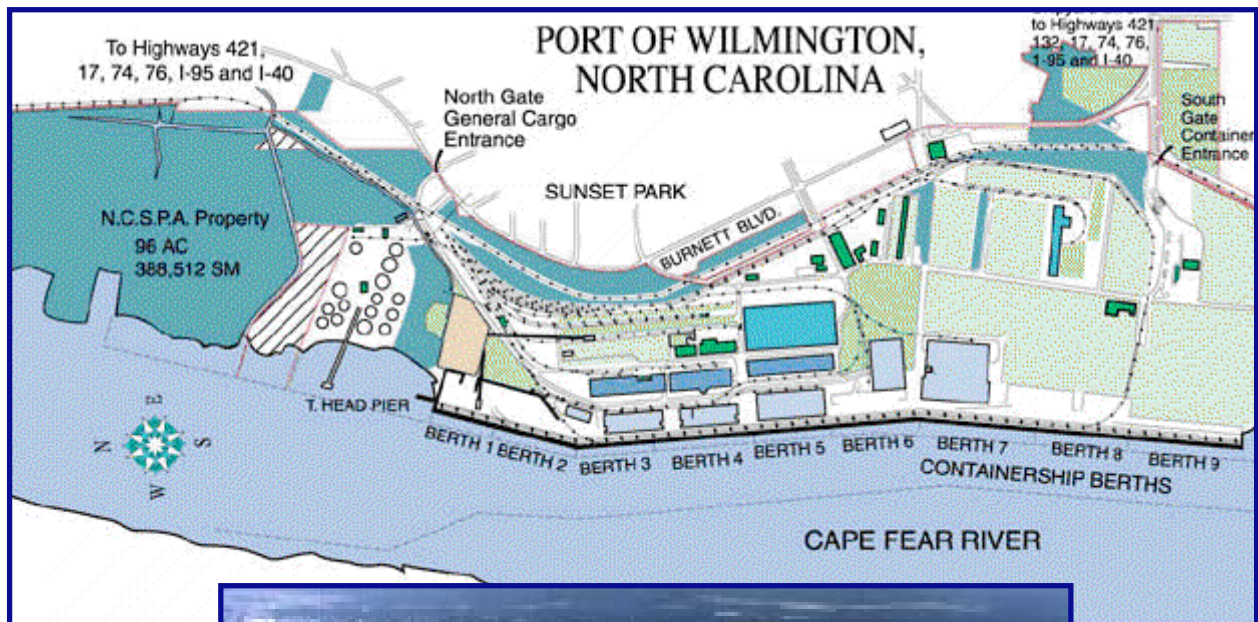 PORT OF WILMINGTON,
NORTH CAROLINA
To Highways 421,
17, 74, 76, I-95 and I-40
to Highways 421,
132, 17, 74, 76,
1-95 and I-40
North Gate
General Cargo
Entrance
South
Gate
Container
Entrance
SUNSET PARK
BURNETT BLVD.
N.C.S.P.A. Property
96 AC
388,512 SM
T. HEAD PIER
N
E
S
W
BERTH 1
BERTH 2
BERTH 3
BERTH 4
BERTH 5
BERTH 6
BERTH 7
BERTH 8
BERTH 9
CONTAINERSHIP BERTHS
CAPE FEAR RIVER